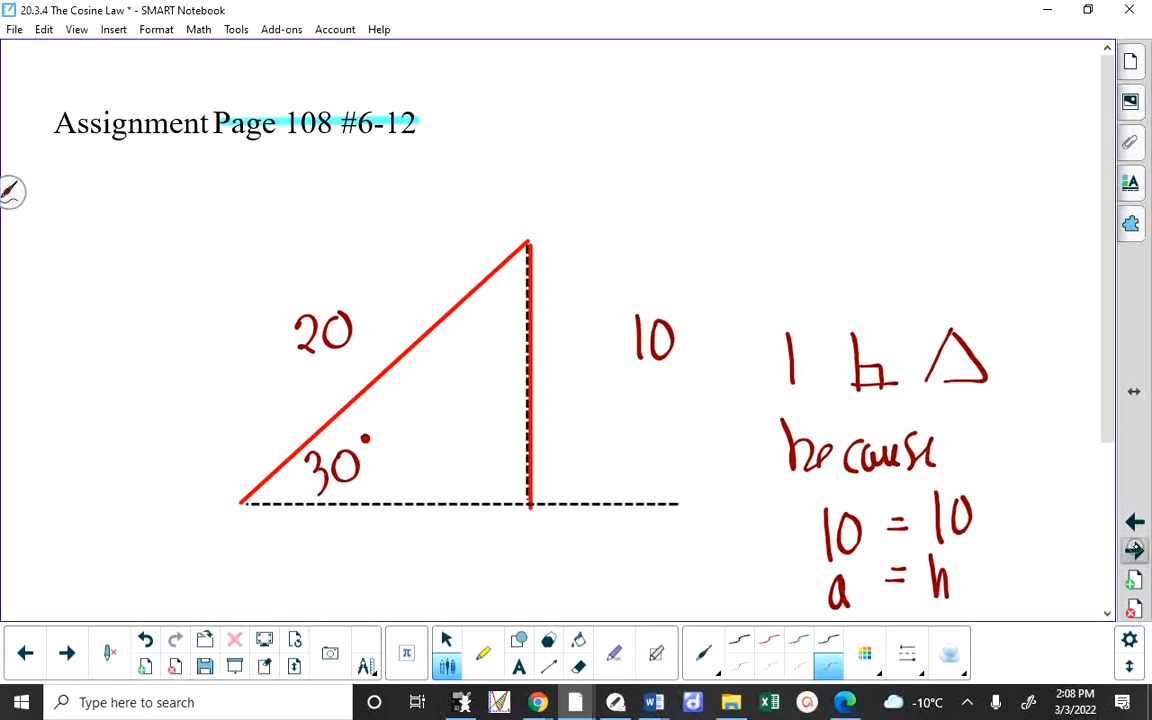 20.3.4 The Cosine Law * - SMART Notebook
File Edit View Insert Format Math Tools Add-ons Account Help
Assignment Page 108 #6-12
20
10
30°
1
because
10 = 10
a = h
Type here to search
-10°C
2:08 PM
3/3/2022